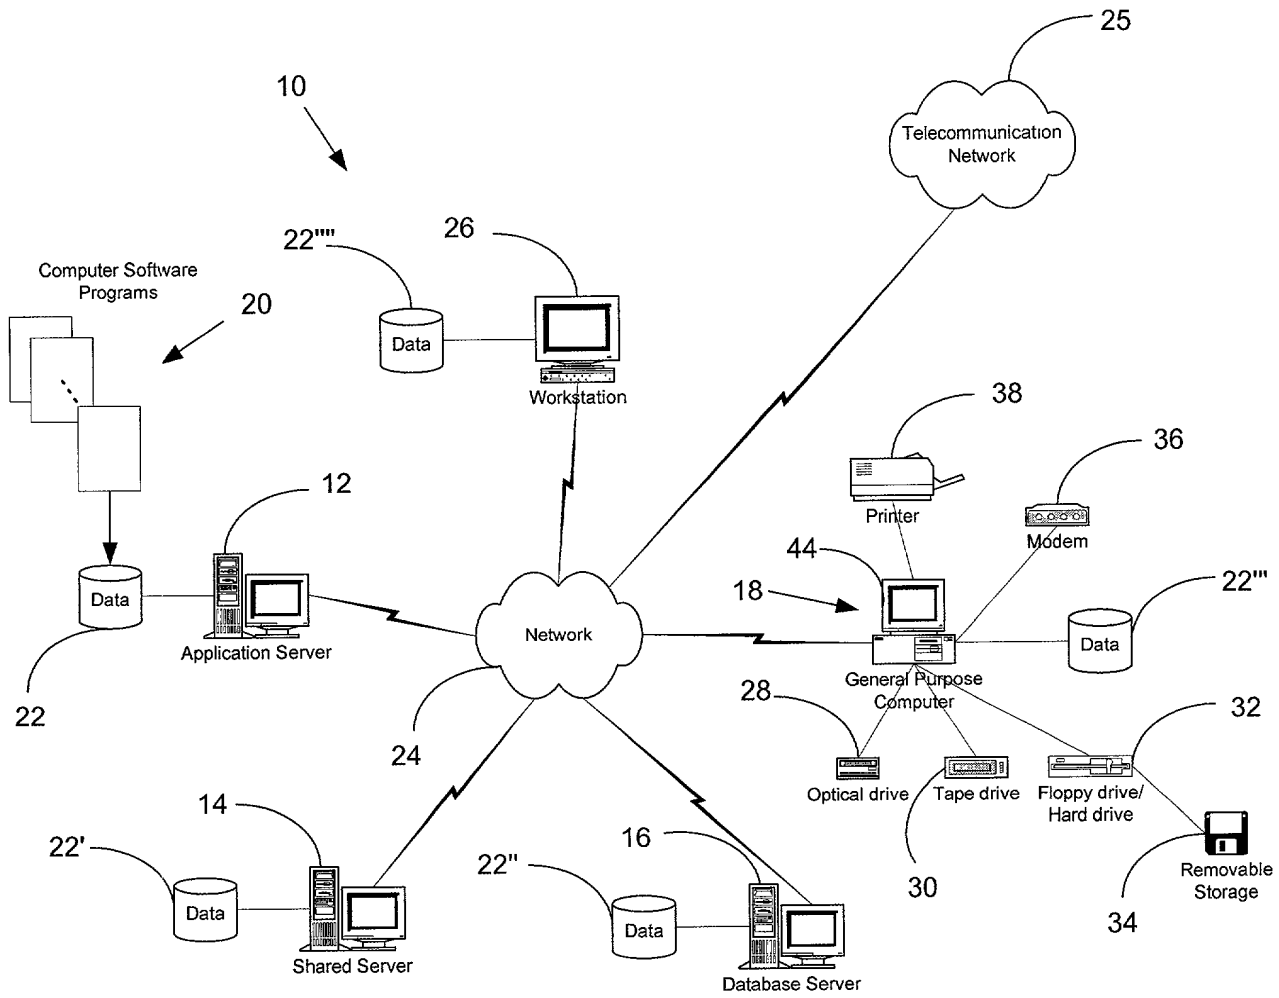 25
10
Telecommunication
Network
22""
26
Computer Software
Programs
20
Data
Workstation
38
36
12
Printer
Modem
44
18
22'''
Data
Application Server
Network
Data
General Purpose
Computer
22
24
28
32
Optical drive
Tape drive
Floppy drive/
Hard drive
14
22'
16
22"
30
34
Removable
Storage
Data
Data
Shared Server
Database Server